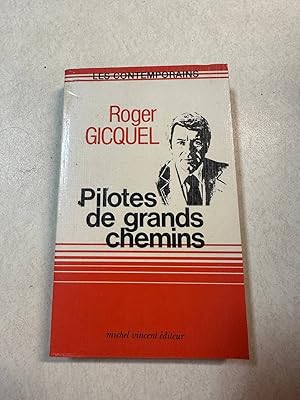 LES CONTEMPORAINS
Roger
GICQUEL
Pilotes
de grands
chemins
michel vincent éditeur